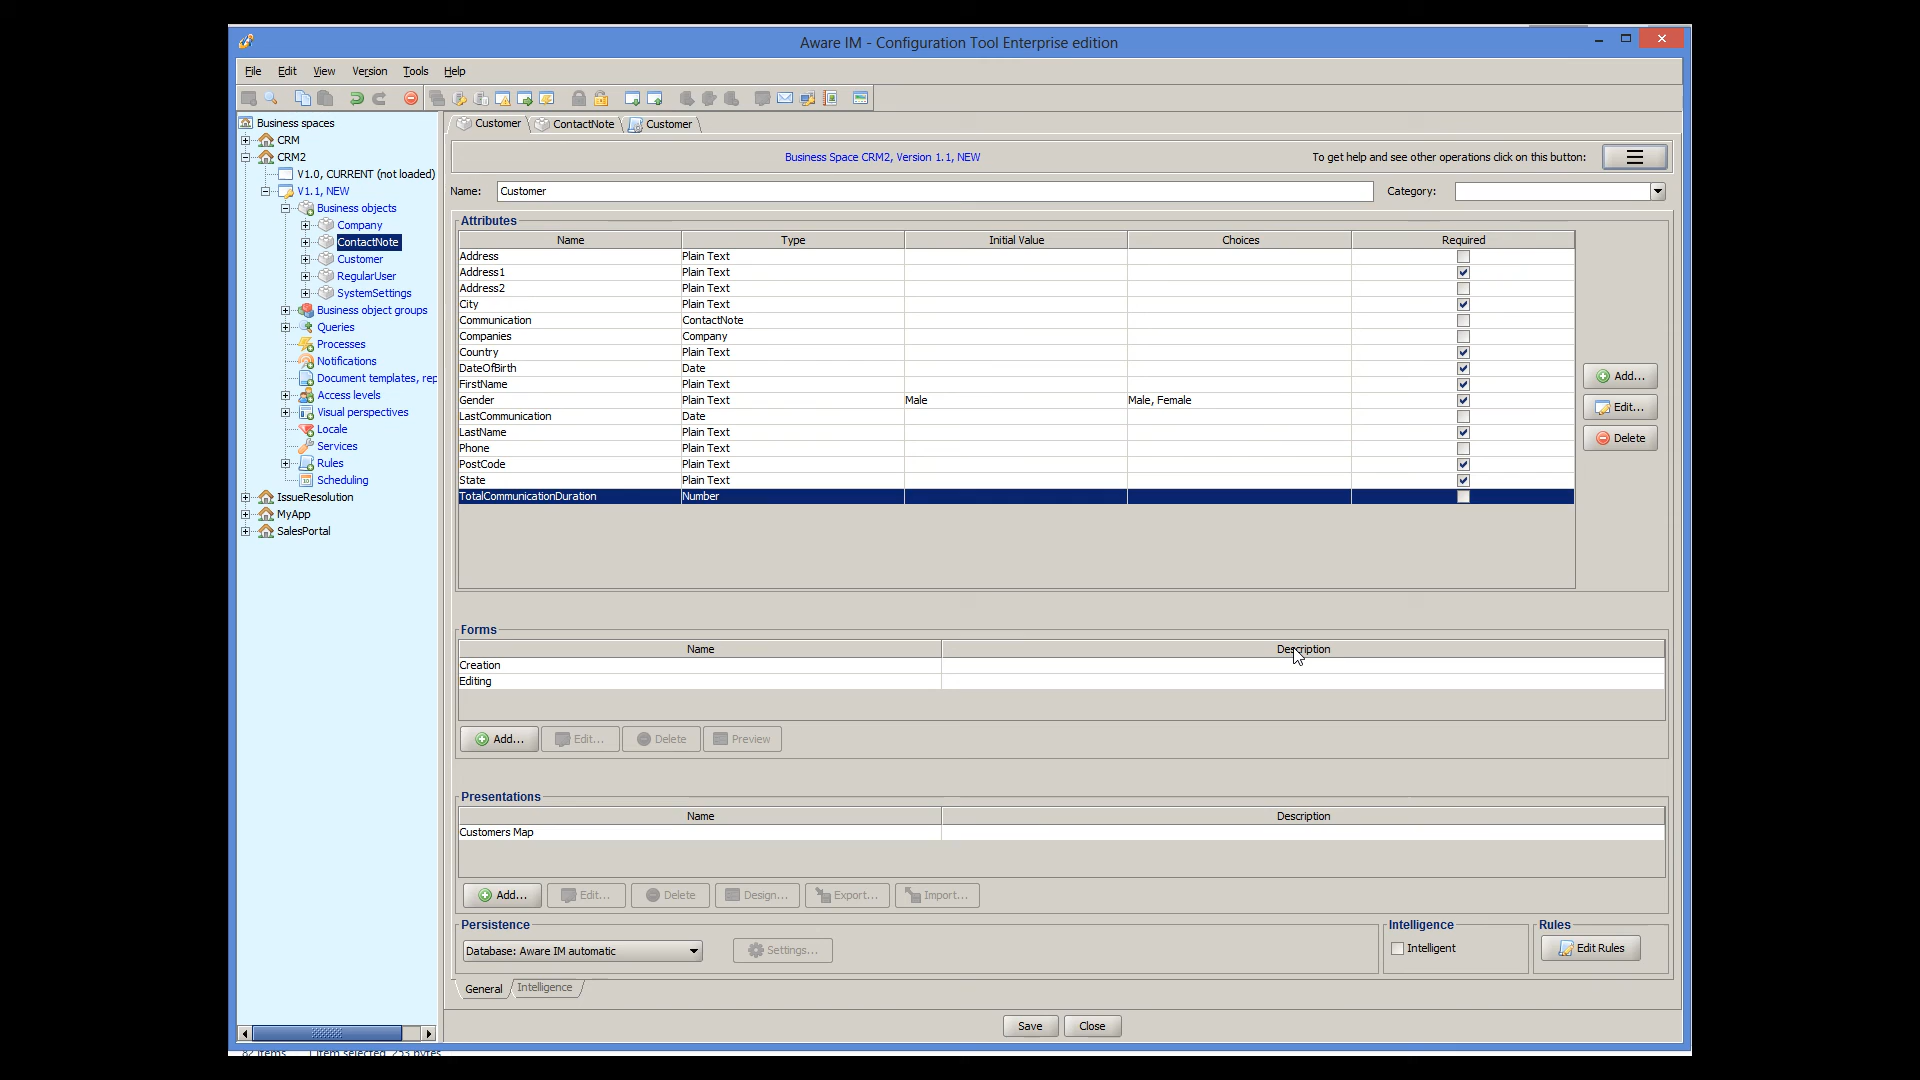 Aware IM - Configuration Tool Enterprise edition
File Edit View Version Tools Help
Business spaces
CRM
CRM2
V1.0, CURRENT (not loaded)
V1.1, NEW
Business objects
Company
ContactNote
Customer
RegularUser
SystemSettings
Business object groups
Queries
Processes
Notifications
Document templates, rep
Access levels
Visual perspectives
Locale
Services
Rules
Scheduling
IssueResolution
MyApp
SalesPortal
Customer ContactNote Customer
Business Space CRM2, Version 1.1, NEW To get help and see other operations click on this button:
Name: Customer Category:
Attributes
Name Type Initial Value Choices Required
Address Plain Text
Address1 Plain Text
Address2 Plain Text
City Plain Text
Communication ContactNote
Companies Company
Country Plain Text
DateOfBirth Date
FirstName Plain Text
Gender Plain Text Male Male, Female
LastCommunication Date
LastName Plain Text
Phone Plain Text
PostCode Plain Text
State Plain Text
TotalCommunicationDuration Number
Add...
Edit...
Delete
Forms
Name Description
Creation
Editing
Add... Edit... Delete Preview
Presentations
Name Description
Customers Map
Add... Edit... Delete Design... Export... Import...
Persistence Intelligence Rules
Database: Aware IM automatic Settings... Intelligent Edit Rules
General Intelligence
Save Close
82 items 1 item selected 253 bytes